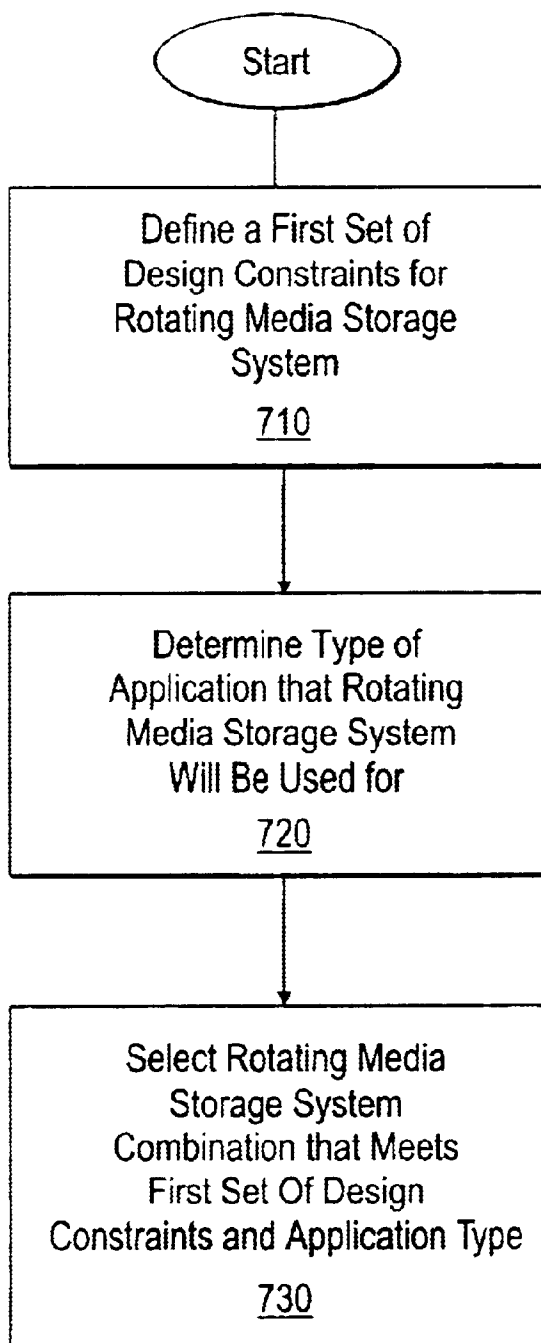 Start
Define a First Set of
Design Constraints for
Rotating Media Storage
System
710
Determine Type of
Application that Rotating
Media Storage System
Will Be Used for
720
Select Rotating Media
Storage System
Combination that Meets
First Set Of Design
Constraints and Application Type
730